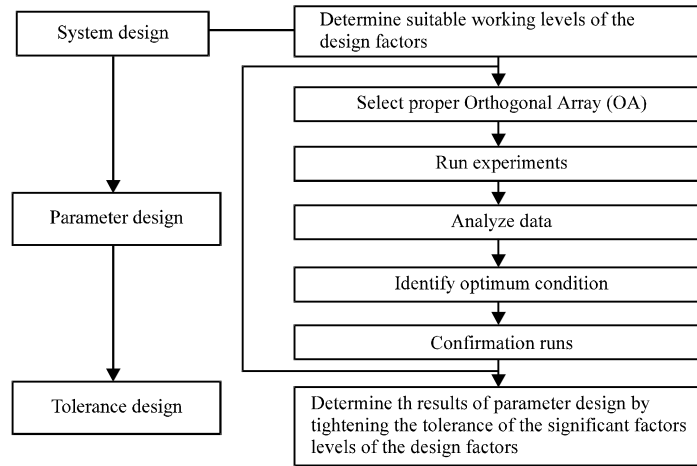 System design
Determine suitable working levels of the
design factors
Select proper Orthogonal Array (OA)
Run experiments
Parameter design
Analyze data
Identify optimum condition
Confirmation runs
Tolerance design
Determine th results of parameter design by
tightening the tolerance of the significant factors
levels of the design factors